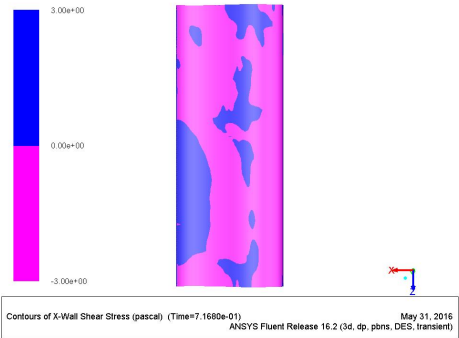 3.00e+00
0.00e+00
-3.00e+00
X
Z
Contours of X-Wall Shear Stress (pascal) (Time=7.1680e-01)
May 31, 2016
ANSYS Fluent Release 16.2 (3d, dp, pbns, DES, transient)